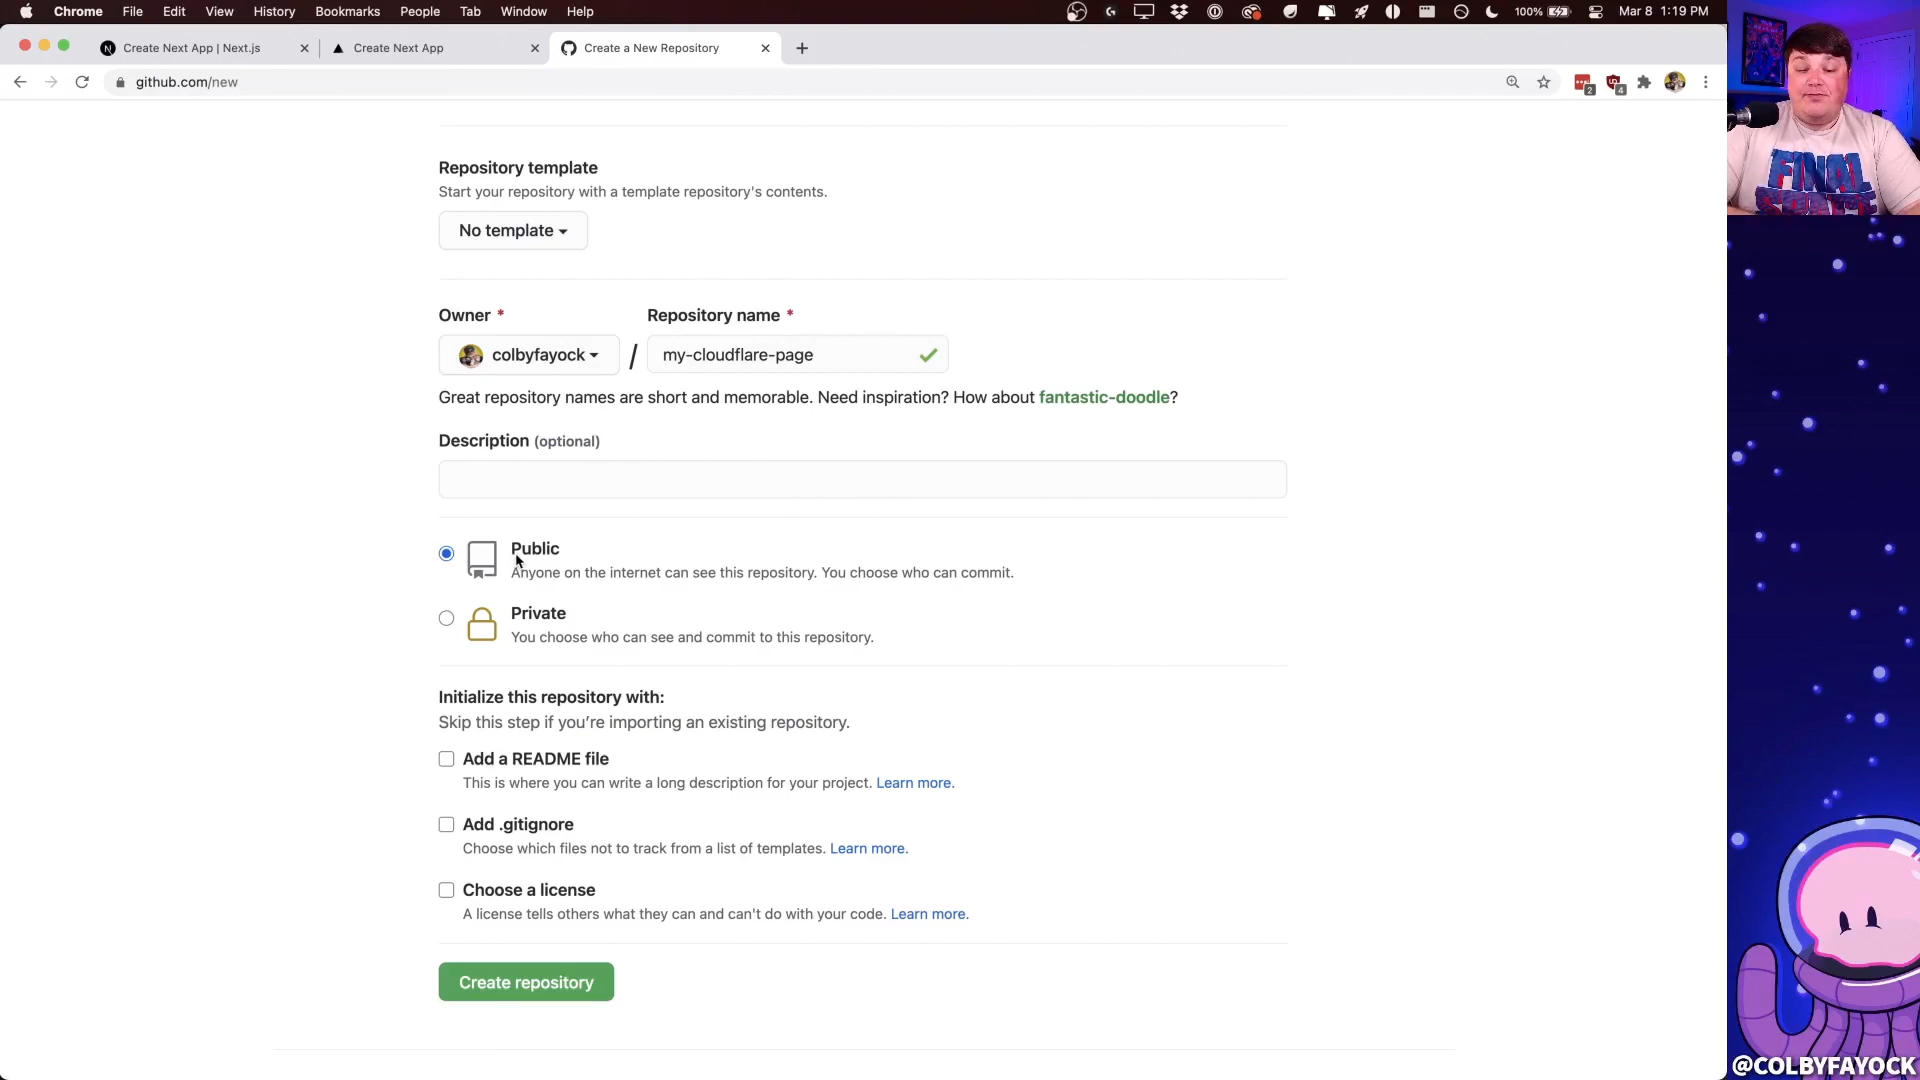 Chrome File Edit View History Bookmarks People Tab Window Help 100% Mar 8 1:19 PM
Create Next App | Next.js Create Next App Create a New Repository
github.com/new 2 4
Repository template
Start your repository with a template repository's contents.
No template
Owner * Repository name *
colbyfayock / my-cloudflare-page
Great repository names are short and memorable. Need inspiration? How about fantastic-doodle?
Description (optional)
Public
Anyone on the internet can see this repository. You choose who can commit.
Private
You choose who can see and commit to this repository.
Initialize this repository with:
Skip this step if you’re importing an existing repository.
Add a README file
This is where you can write a long description for your project. Learn more.
Add .gitignore
Choose which files not to track from a list of templates. Learn more.
Choose a license
A license tells others what they can and can't do with your code. Learn more.
Create repository
FINAL
@COLBYFAYOCK